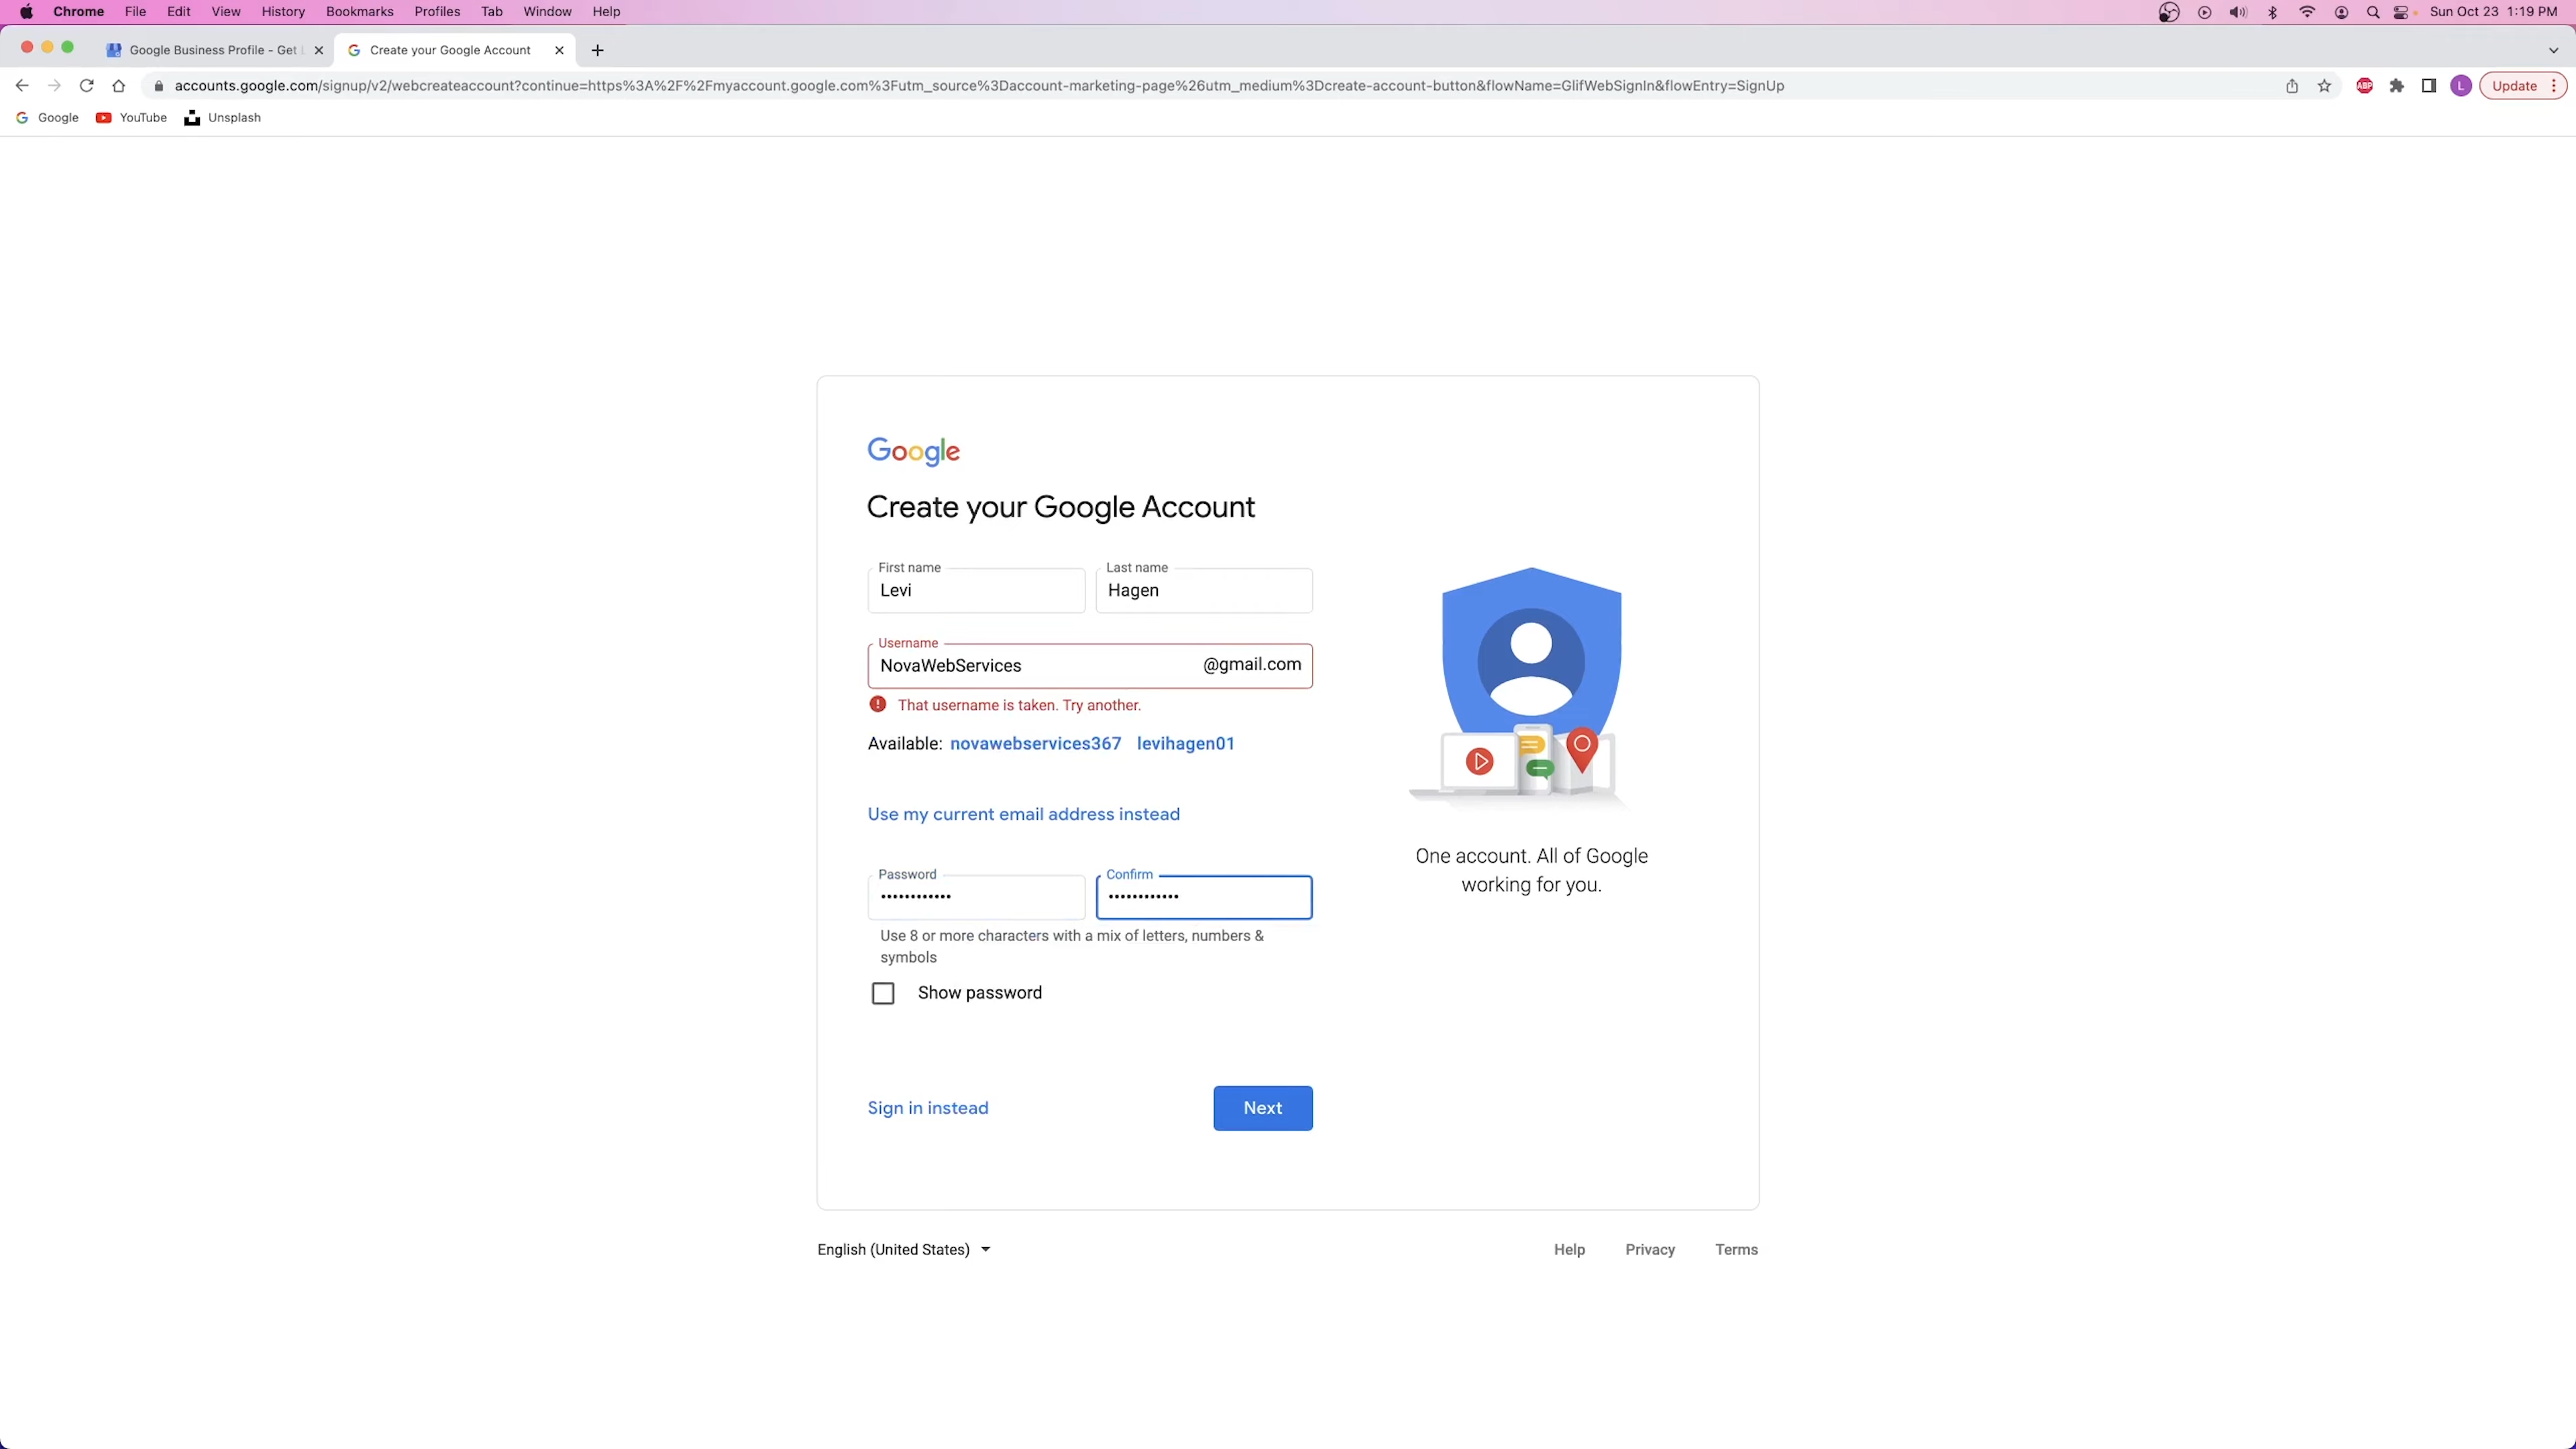 Chrome File Edit View History Bookmarks Profiles Tab Window Help Sun Oct 23 1:19 PM
Google Business Profile - Get L Create your Google Account
accounts.google.com/signup/v2/webcreateaccount?continue=https%3A%2F%2Fmyaccount.google.com%3Futm_source%3Daccount-marketing-page%26utm_medium%3Dcreate-account-button&flowName=GlifWebSignIn&flowEntry=SignUp ABP L Update
Google YouTube Unsplash
Google
Create your Google Account
First name Last name
Levi Hagen
Username
NovaWebServices @gmail.com
That username is taken. Try another.
Available: novawebservices367 levihagen01
Use my current email address instead
Password Confirm
•••••••••••• ••••••••••••
Use 8 or more characters with a mix of letters, numbers &
symbols
Show password
Sign in instead Next
One account. All of Google
working for you.
English (United States) Help Privacy Terms